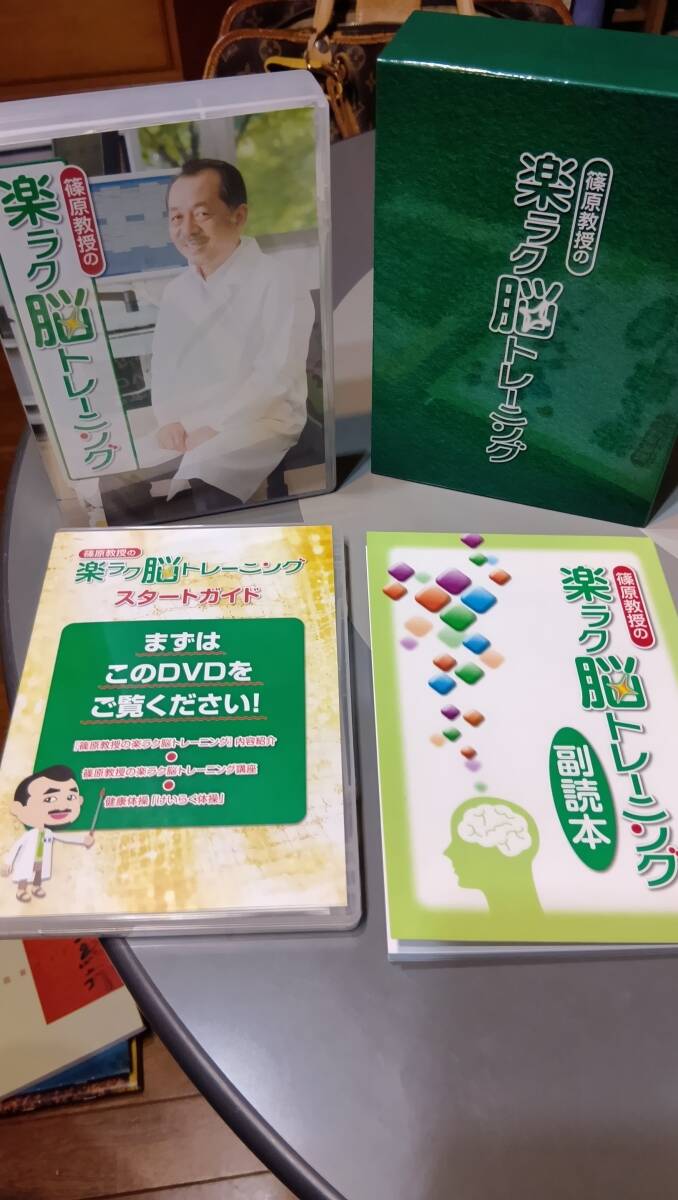 篠原教授の
楽ラク脳トレーニング
篠原教授の
楽ラク脳トレーニング
篠原教授の
楽ラク脳トレーニング
スタートガイド
まずは
このDVDを
ご覧ください!
『篠原教授の楽ラク脳トレーニング』内容紹介
篠原教授の楽ラク脳トレーニング講座
健康体操「けいらく体操」
篠原教授の
楽ラク脳トレーニング
副読本